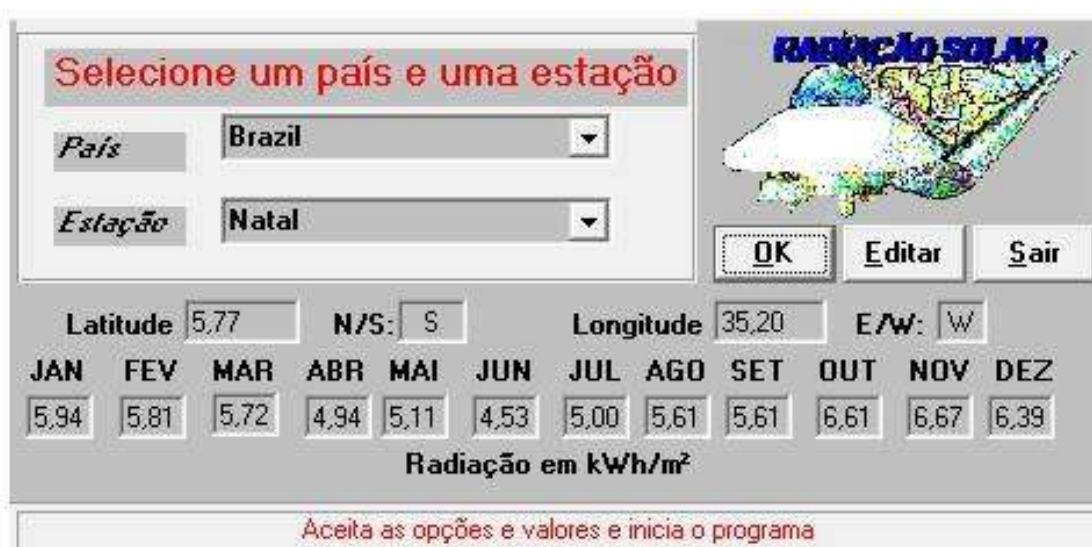 RADIAÇÃO SOLAR
Selecione um país e uma estação
País Brazil
Estação Natal
OK Editar Sair
Latitude 5,77 N/S: S Longitude 35,20 E/W: W
JAN FEV MAR ABR MAI JUN JUL AGO SET OUT NOV DEZ
5,94 5,81 5,72 4,94 5,11 4,53 5,00 5,61 5,61 6,61 6,67 6,39
Radiação em kWh/m²
Aceita as opções e valores e inicia o programa